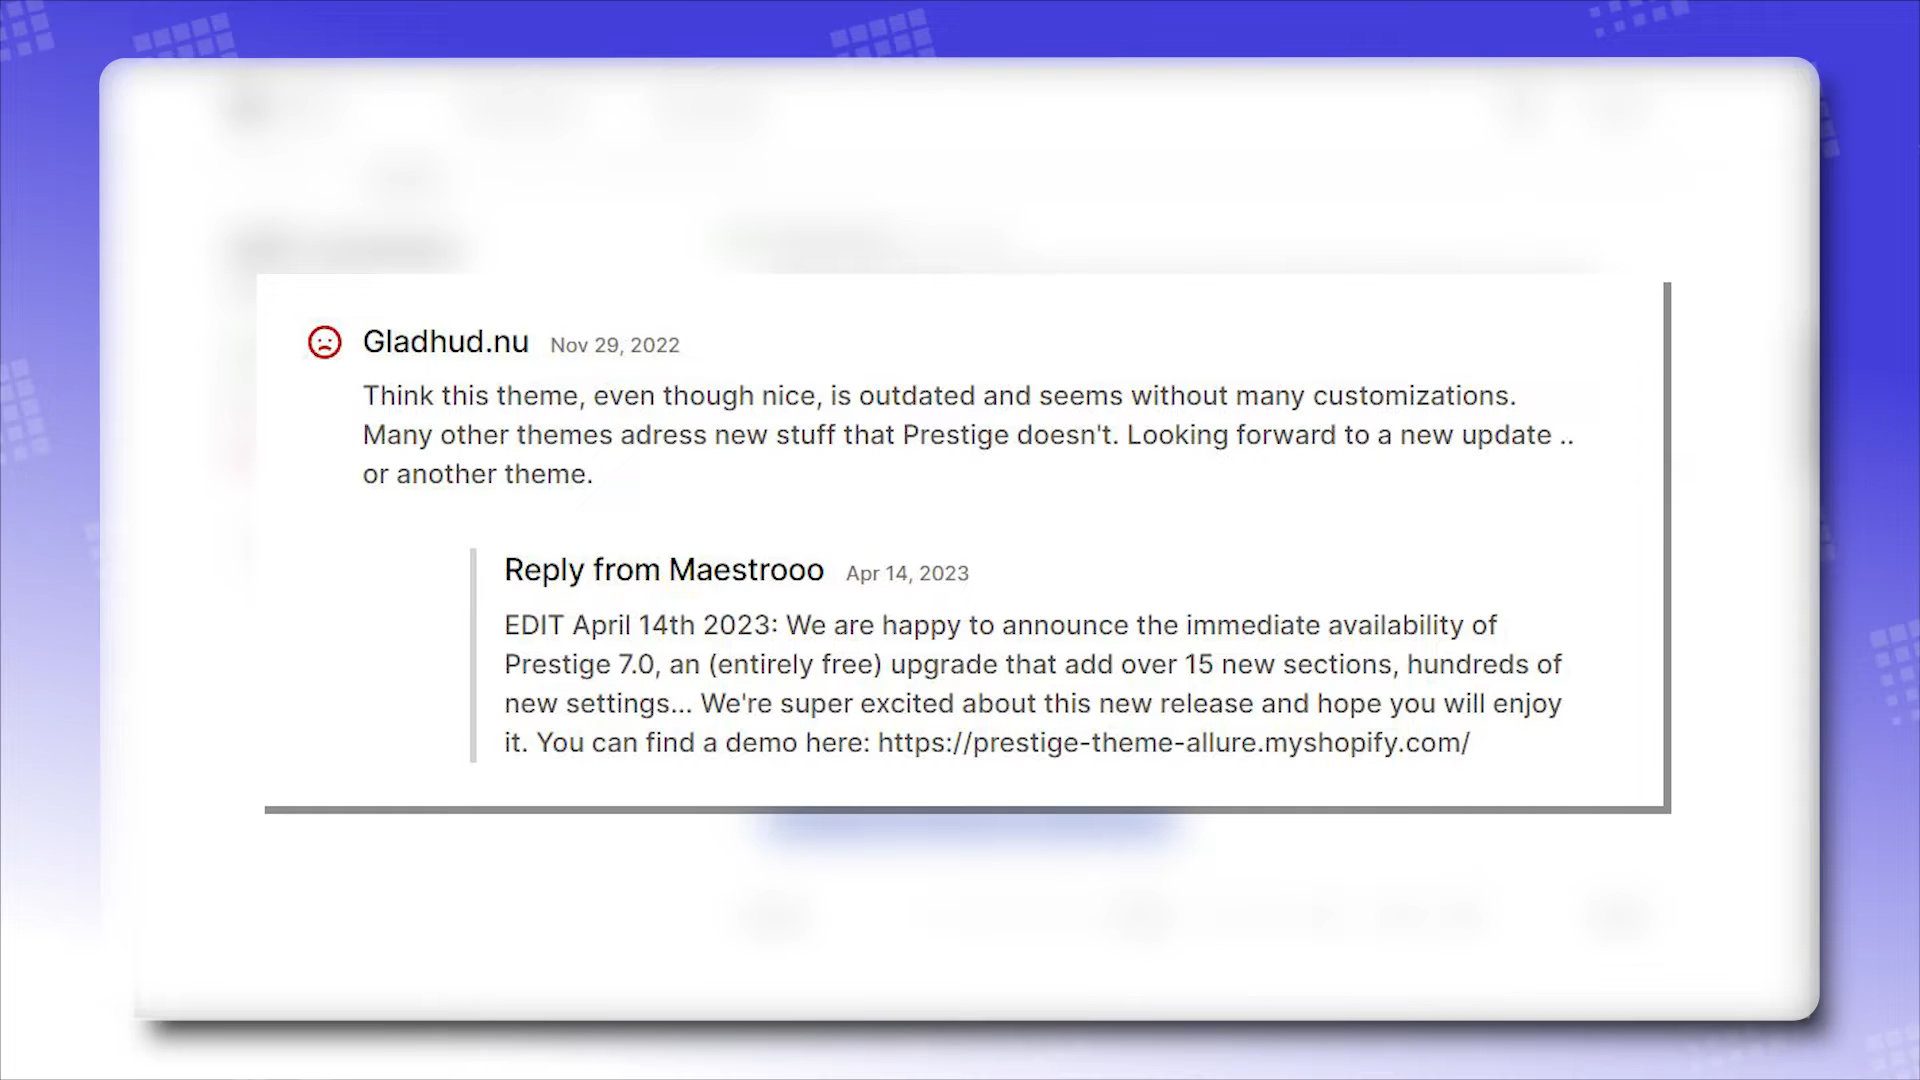 Gladhud.nu Nov 29, 2022
Think this theme, even though nice, is outdated and seems without many customizations.
Many other themes adress new stuff that Prestige doesn't. Looking forward to a new update ..
or another theme.
Reply from Maestrooo Apr 14, 2023
EDIT April 14th 2023: We are happy to announce the immediate availability of
Prestige 7.0, an (entirely free) upgrade that add over 15 new sections, hundreds of
new settings... We're super excited about this new release and hope you will enjoy
it. You can find a demo here: https://prestige-theme-allure.myshopify.com/